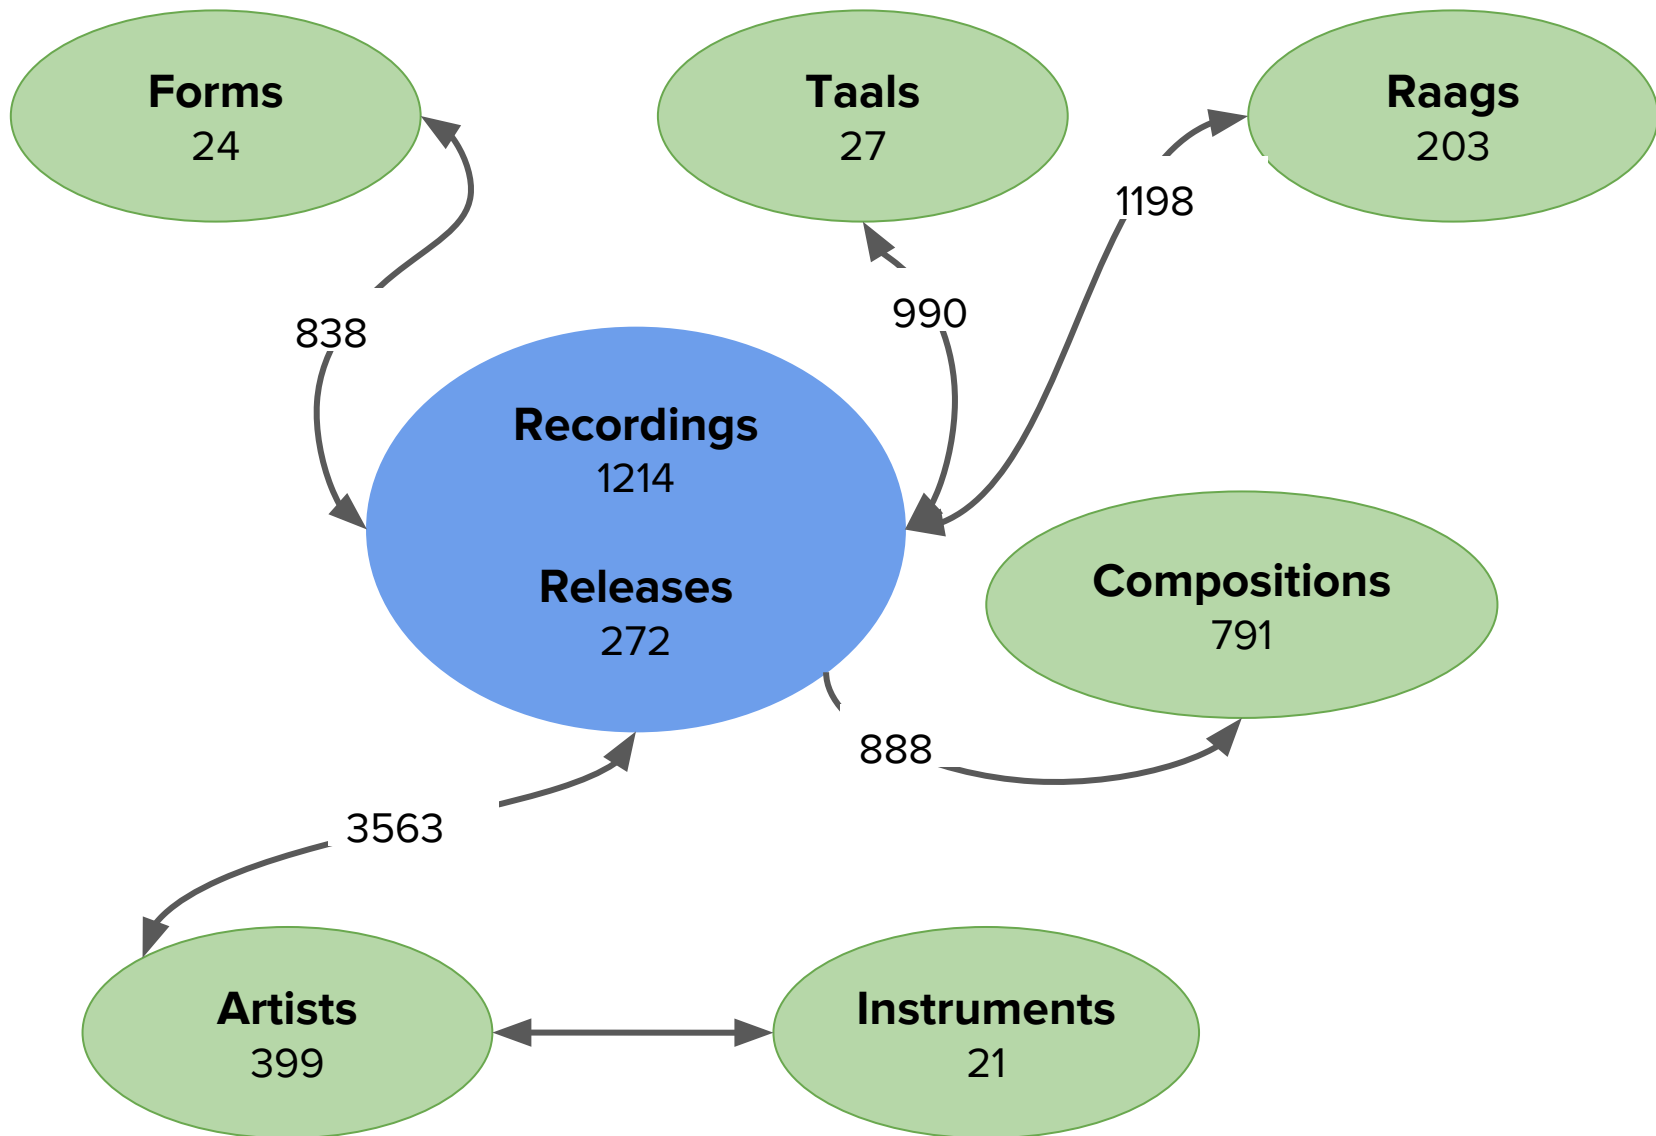 Forms
24
Taals
27
Raags
203
1198
990
838
Recordings
1214
Releases
272
Compositions
791
888
3563
Artists
399
Instruments
21